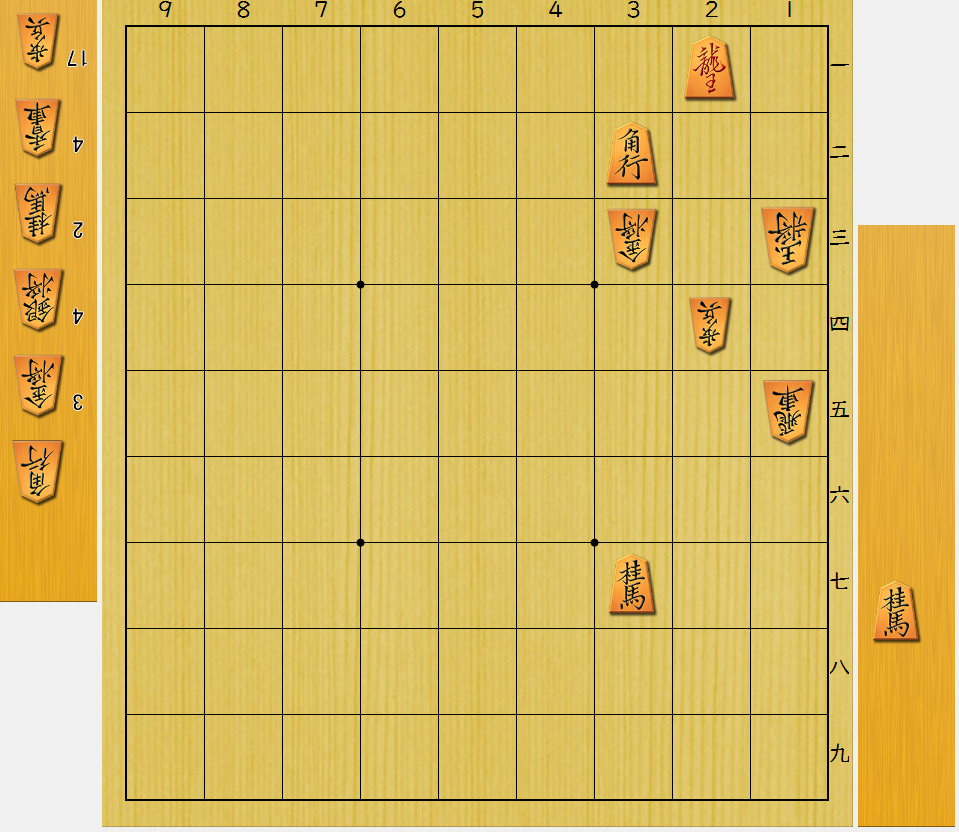 9 8 7 6 5 4 3 2 1
歩兵 17
香車 4
桂馬 2
銀将 4
金将 3
角行
龍王 一
角行 二
金将 玉将 三
歩兵 四
飛車 五
六
桂馬 七
桂馬
八
九